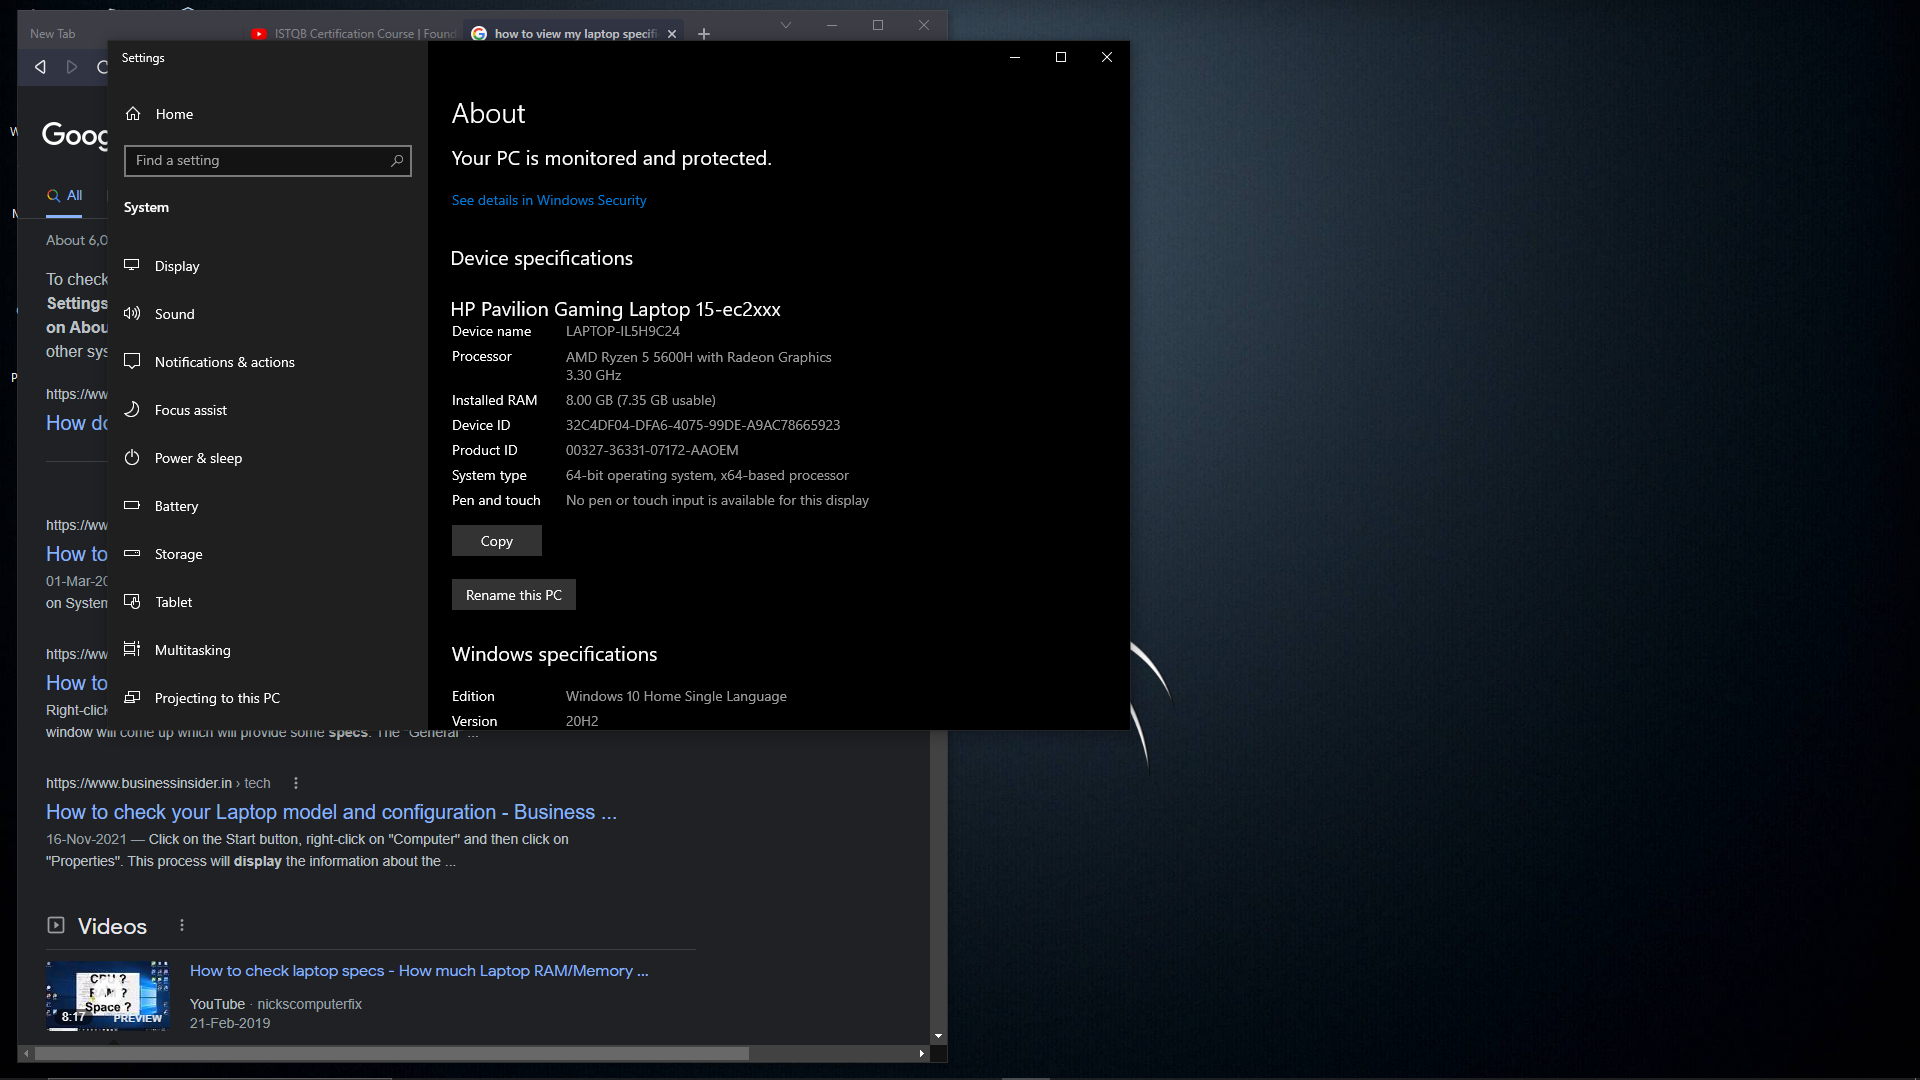 New Tab
ISTQB Certification Course | Found
how to view my laptop specifi
Settings
Home
Find a setting
System
Display
Sound
Notifications & actions
Focus assist
Power & sleep
Battery
Storage
Tablet
Multitasking
Projecting to this PC
About
Your PC is monitored and protected.
See details in Windows Security
Device specifications
HP Pavilion Gaming Laptop 15-ec2xxx
Device name LAPTOP-IL5H9C24
Processor AMD Ryzen 5 5600H with Radeon Graphics
3.30 GHz
Installed RAM 8.00 GB (7.35 GB usable)
Device ID 32C4DF04-DFA6-4075-99DE-A9AC78665923
Product ID 00327-36331-07172-AAOEM
System type 64-bit operating system, x64-based processor
Pen and touch No pen or touch input is available for this display
Copy
Rename this PC
Windows specifications
Edition Windows 10 Home Single Language
Version 20H2
Goog
All
About 6,0
To check
Settings
on Abou
other sys
https://ww
How do
https://ww
How to
01-Mar-20
on System
https://ww
How to
Right-click
window will come up which will provide some specs. The "General" ...
https://www.businessinsider.in › tech
How to check your Laptop model and configuration - Business ...
16-Nov-2021 — Click on the Start button, right-click on "Computer" and then click on
"Properties". This process will display the information about the ...
Videos
CPU ?
RAM ?
Space ?
8:17 PREVIEW
How to check laptop specs - How much Laptop RAM/Memory ...
YouTube · nickscomputerfix
21-Feb-2019